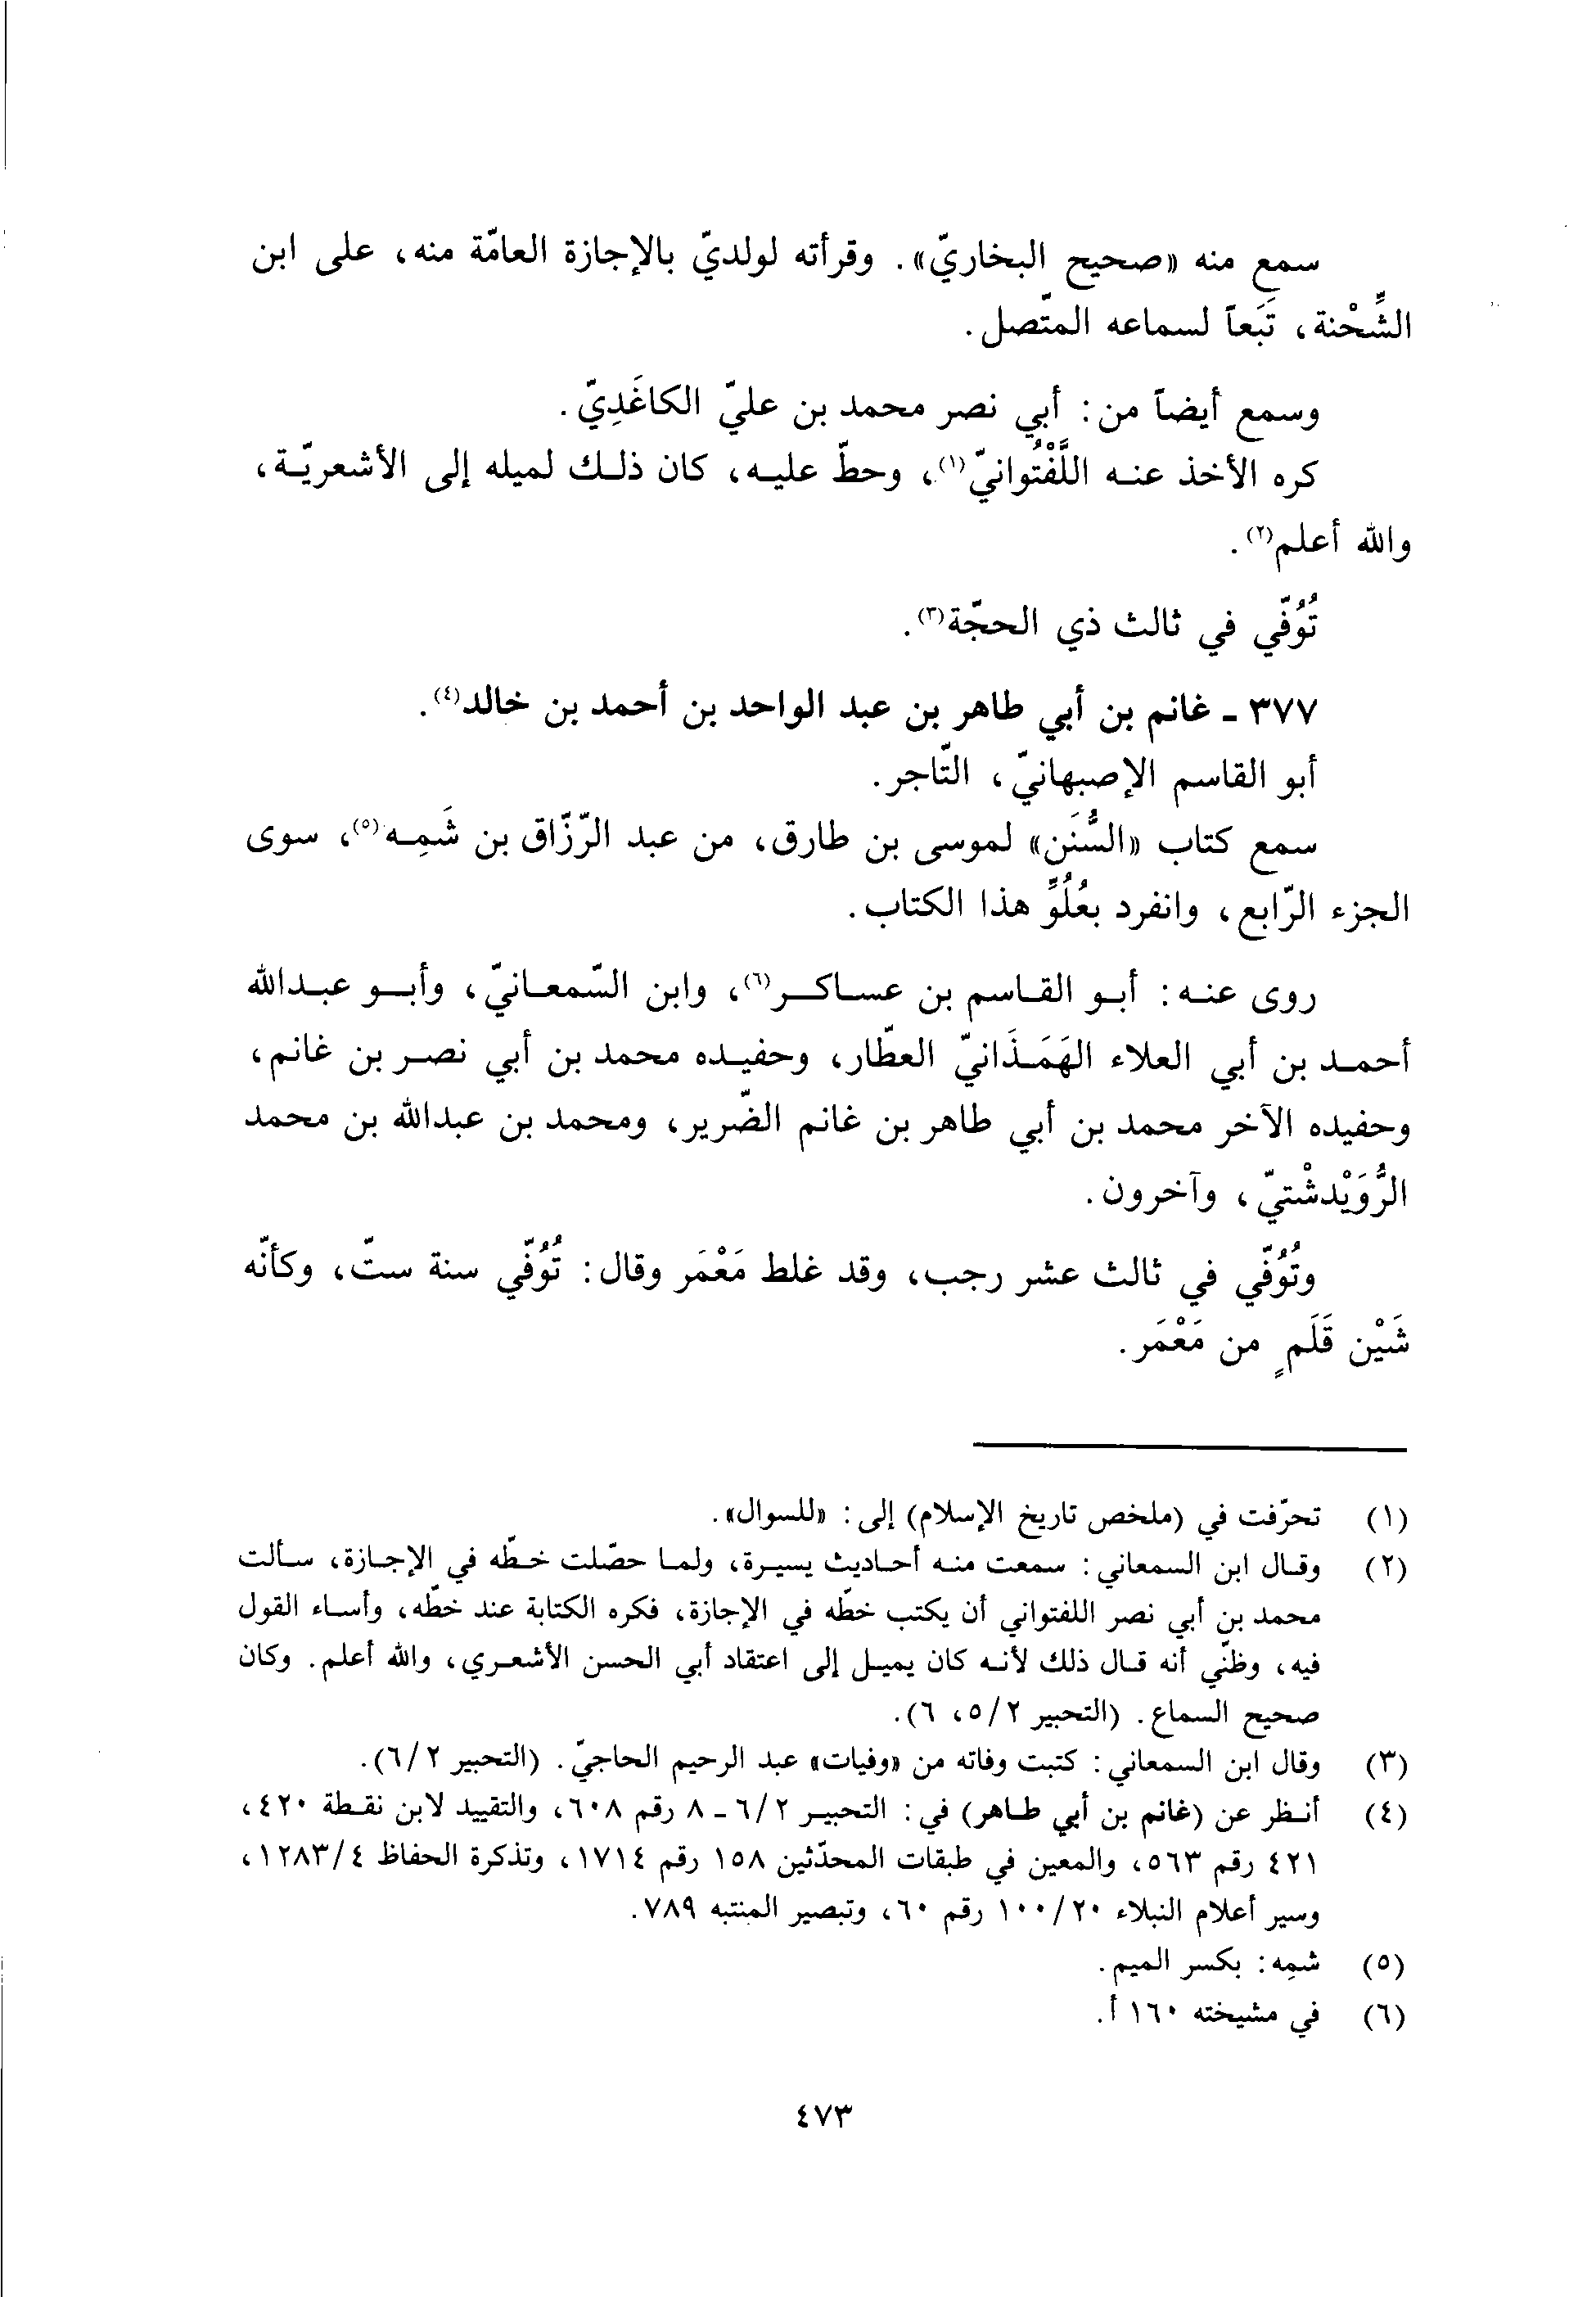 سمع منه «صحيح البخاريّ». وقرأته لولديّ بالإجازة العامّة منه، على ابن
الشِّحْنة، تَبَعاً لسماعه المتّصل.
وسمع أيضاً من: أبي نصر محمد بن عليّ الكاغَدِيّ.
كره الأخذ عنه اللَّفْتُوانيّ(١)، وحطّ عليه، كان ذلك لميله إلى الأشعريّة،
والله أعلم(٢).
تُوُفّي في ثالث ذي الحجّة(٣).
٣٧٧ - غانم بن أبي طاهر بن عبد الواحد بن أحمد بن خالد(٤).
أبو القاسم الإصبهانيّ، التّاجر.
سمع كتاب «السُّنَن» لموسى بن طارق، من عبد الرّزّاق بن شَمِه(٥)، سوى
الجزء الرّابع، وانفرد بعُلُوِّ هذا الكتاب.
روى عنه: أبو القاسم بن عساكر(٦)، وابن السّمعانيّ، وأبو عبدالله
أحمد بن أبي العلاء الهَمَذَانيّ العطّار، وحفيده محمد بن أبي نصر بن غانم،
وحفيده الآخر محمد بن أبي طاهر بن غانم الضّرير، ومحمد بن عبدالله بن محمد
الرُّوَيْدشْتيّ، وآخرون.
وتُوُفّي في ثالث عشر رجب، وقد غلط مَعْمَر وقال: تُوُفّي سنة ستّ، وكأنّه
شَيْن قَلَمٍ من مَعْمَر.
(١) تحرّفت في (ملخص تاريخ الإسلام) إلى: «للسوال».
(٢) وقال ابن السمعاني: سمعت منه أحاديث يسيرة، ولما حصّلت خطّه في الإجازة، سألت
محمد بن أبي نصر اللفتواني أن يكتب خطّه في الإجازة، فكره الكتابة عند خطّه، وأساء القول
فيه، وظنّي أنه قال ذلك لأنه كان يميل إلى اعتقاد أبي الحسن الأشعري، والله أعلم. وكان
صحيح السماع. (التحبير ٥/٢، ٦).
(٣) وقال ابن السمعاني: كتبت وفاته من «وفيات» عبد الرحيم الحاجيّ. (التحبير ٦/٢).
(٤) أنظر عن (غانم بن أبي طاهر) في: التحبير ٦/٢ - ٨ رقم ٦٠٨، والتقييد لابن نقطة ٤٢٠،
٤٢١ رقم ٥٦٣، والمعين في طبقات المحدّثين ١٥٨ رقم ١٧١٤، وتذكرة الحفاظ ١٢٨٣/٤،
وسير أعلام النبلاء ١٠٠/٢٠ رقم ٦٠، وتبصير المنتبه ٧٨٩.
(٥) شمِه: بكسر الميم.
(٦) في مشيخته ١٦٠ أ.
٤٧٣